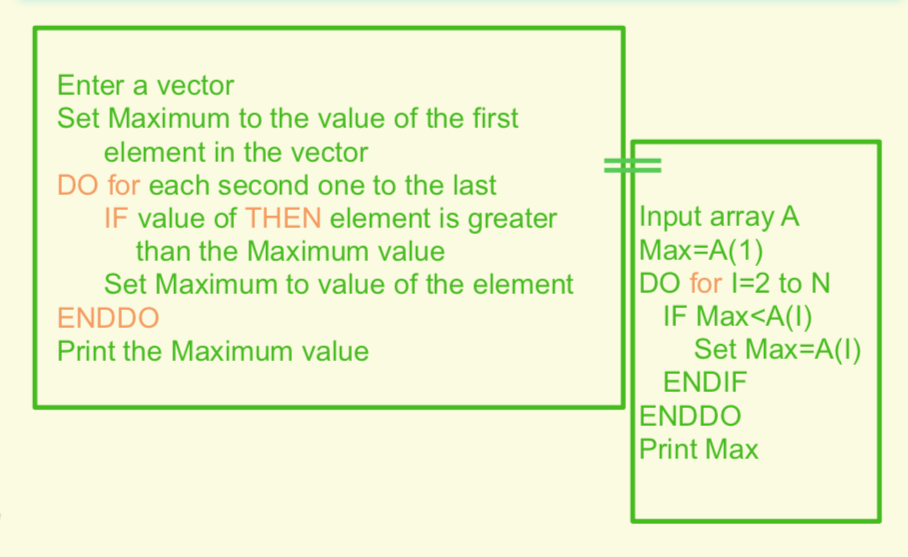 Enter a vector
Set Maximum to the value of the first
element in the vector
DO for each second one to the last
IF value of THEN element is greater
than the Maximum value
Set Maximum to value of the element
ENDDO
Print the Maximum value
Input array A
Max=A(1)
DO for I=2 to N
IF Max<A(I)
Set Max=A(I)
ENDIF
ENDDO
Print Max